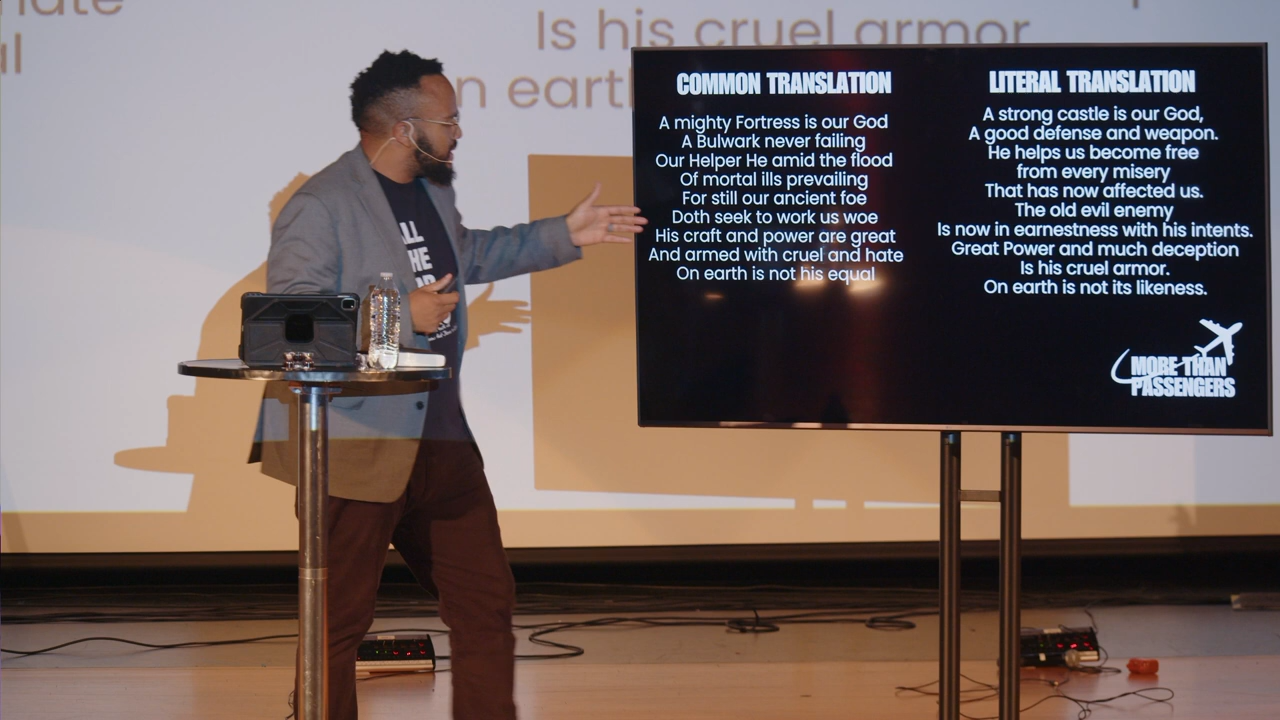 Is his cruel armor
n earth
COMMON TRANSLATION
A mighty Fortress is our God
A Bulwark never failing
Our Helper He amid the flood
Of mortal ills prevailing
For still our ancient foe
Doth seek to work us woe
His craft and power are great
And armed with cruel and hate
On earth is not his equal
LITERAL TRANSLATION
A strong castle is our God,
A good defense and weapon.
He helps us become free
from every misery
That has now affected us.
The old evil enemy
Is now in earnestness with his intents.
Great Power and much deception
Is his cruel armor.
On earth is not its likeness.
MORE THAN
PASSENGERS